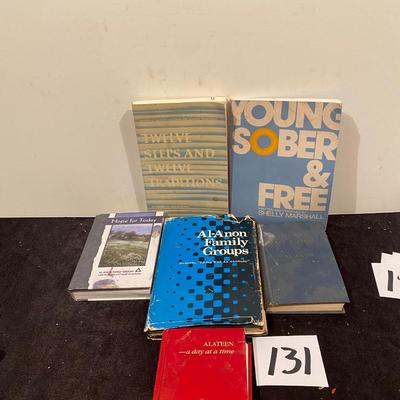 TWELVE
STEPS AND
TWELVE
TRADITIONS
YOUNG
SOBER
&
FREE
SHELLY MARSHALL
Hope for Today
Al-Anon
Family
Groups
ALATEEN
—a day at a time
131